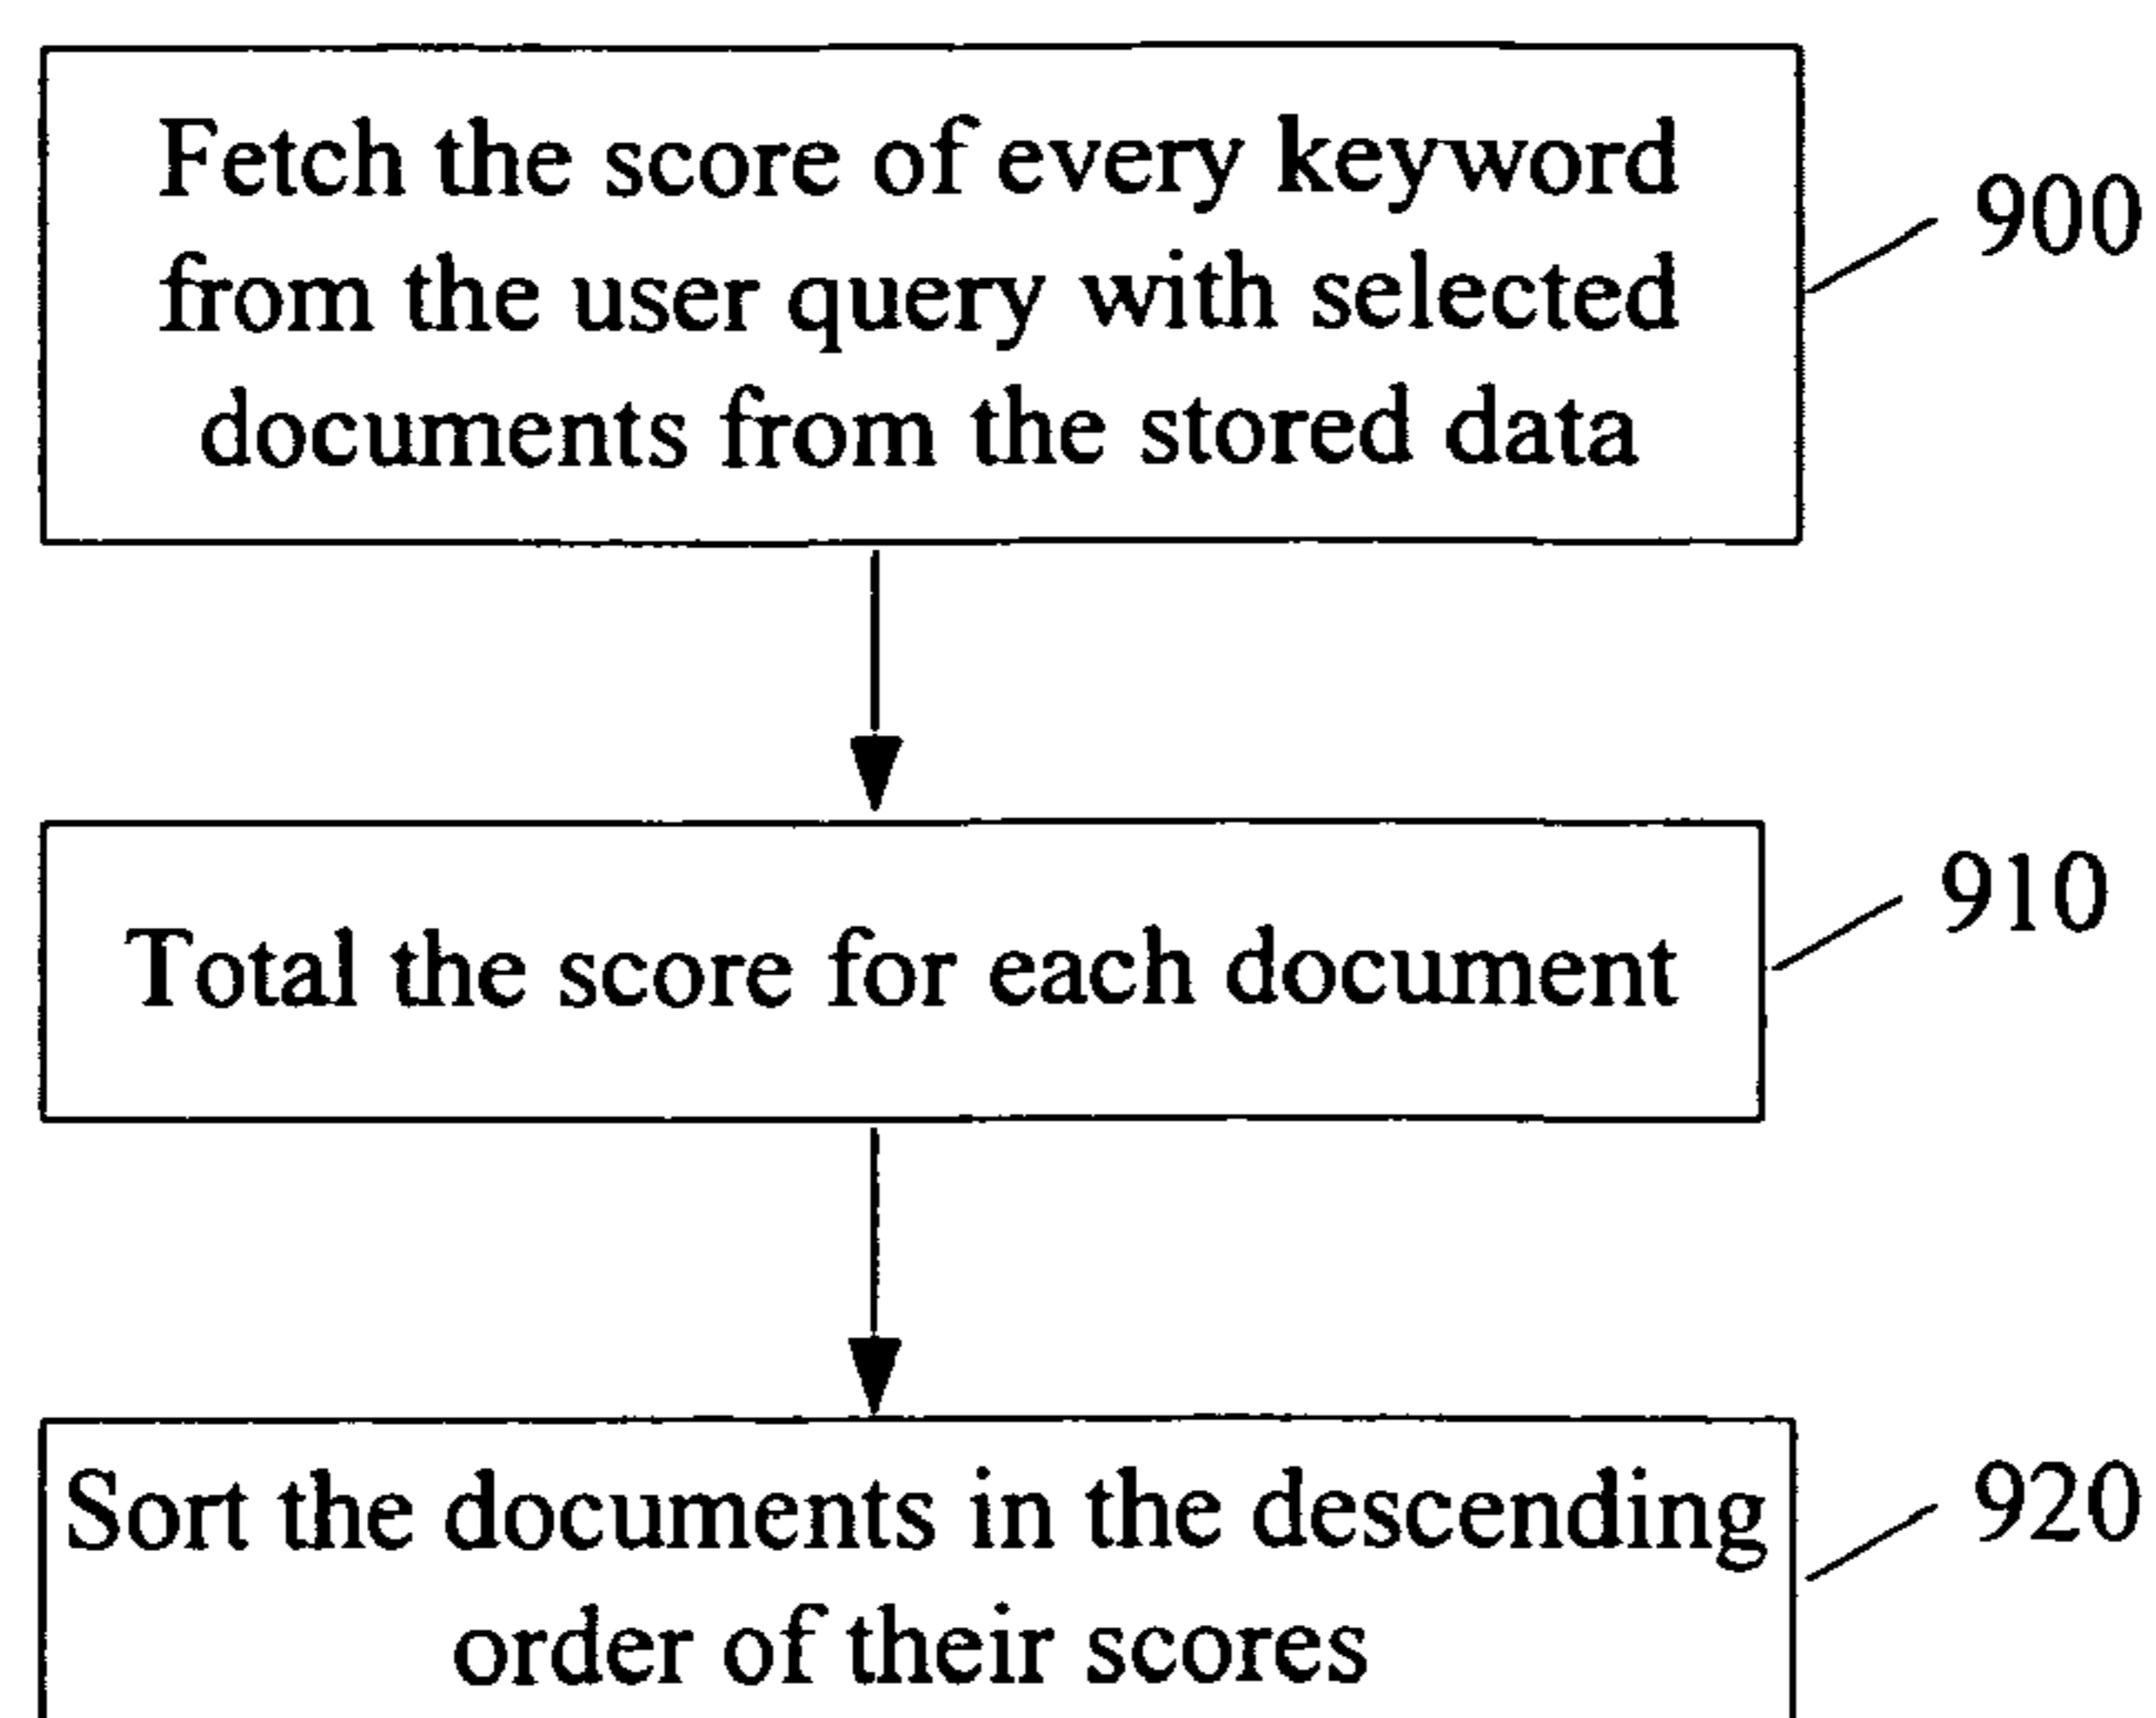 Fetch the score of every keyword
from the user query with selected
documents from the stored data
900
Total the score for each document
910
Sort the documents in the descending
order of their scores
920